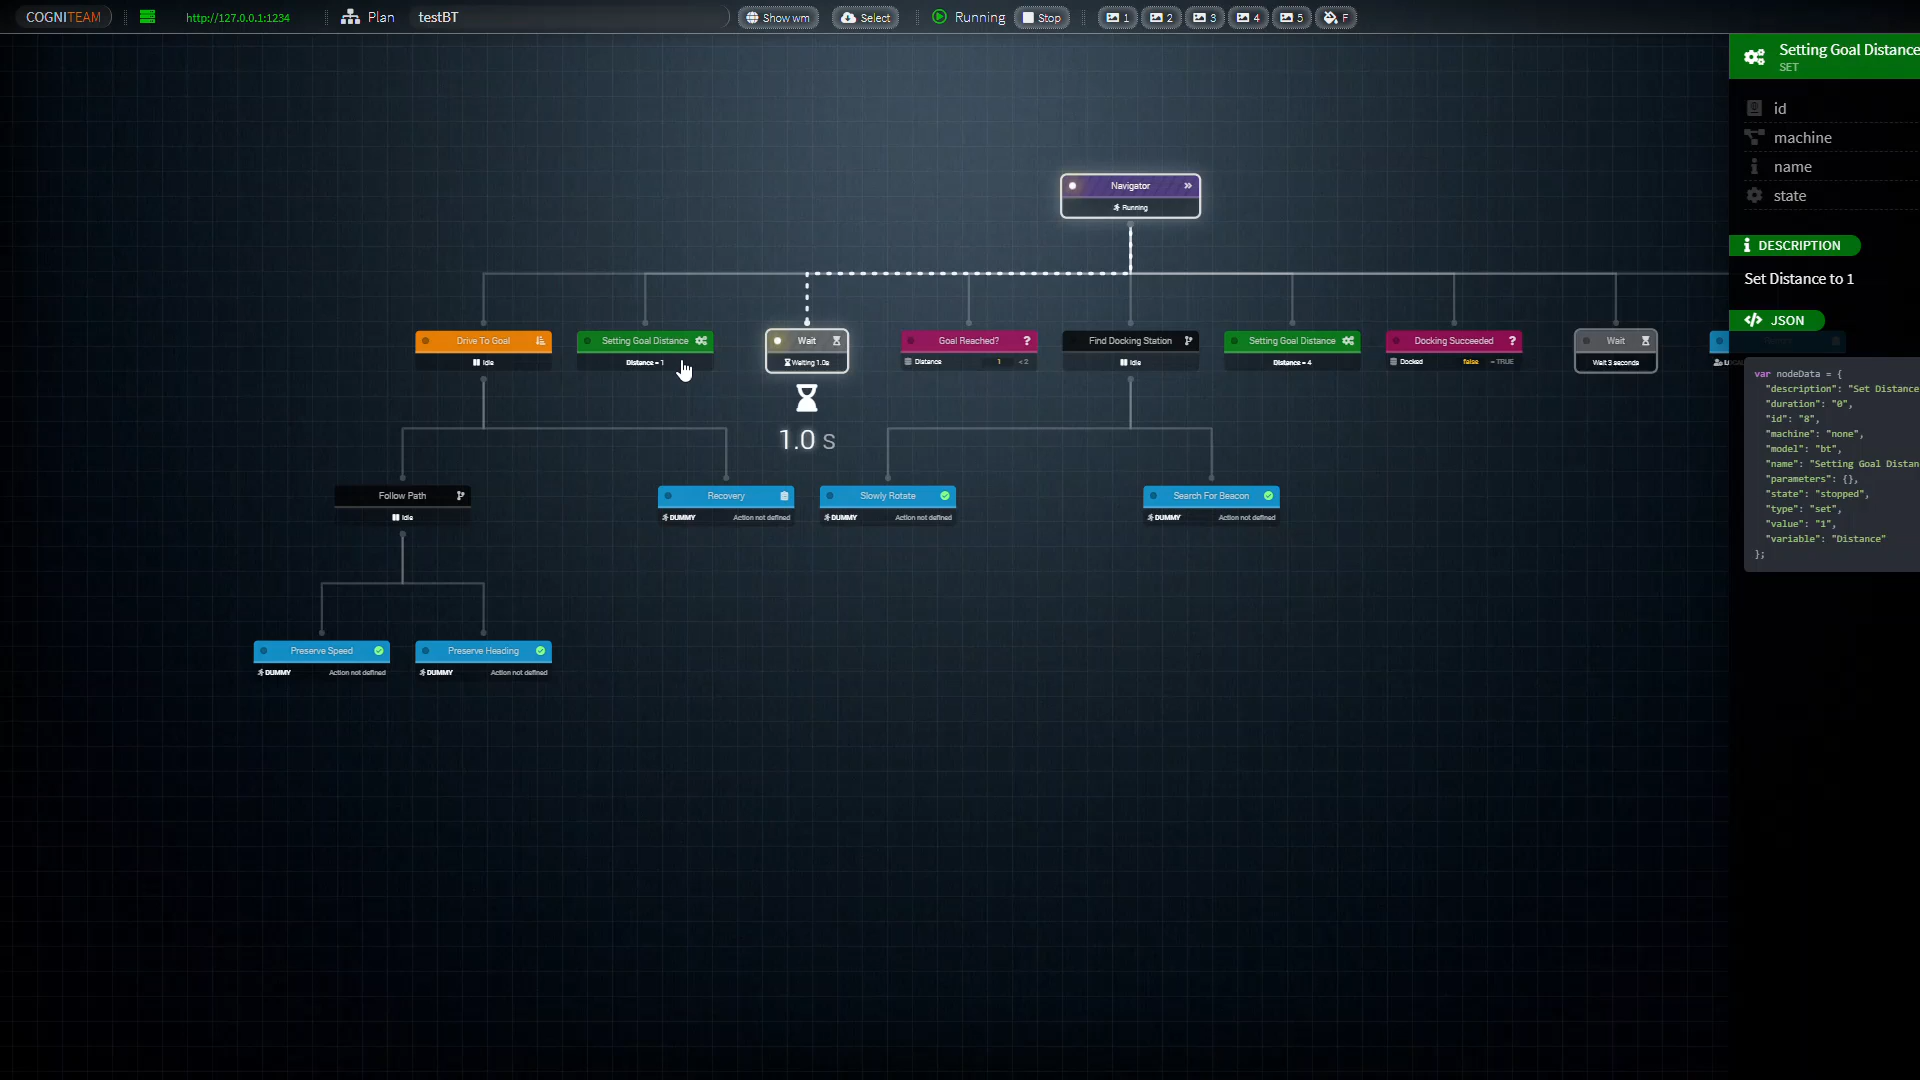 COGNITEAM http://127.0.0.1:1234 Plan testBT Show wm Select Running Stop 1 2 3 4 5 F
Setting Goal Distance
SET
id
machine
name
state
DESCRIPTION
Set Distance to 1
JSON
var nodeData = {
"description": "Set Distance
"duration": "0",
"id": "8",
"machine": "none",
"model": "bt",
"name": "Setting Goal Distan
"parameters": {},
"state": "stopped",
"type": "set",
"value": "1",
"variable": "Distance"
};
Navigator
Running
Drive To Goal
Idle
Setting Goal Distance
Distance = 1
Wait
Waiting 1.0s
1.0 s
Goal Reached? ?
Distance 1 < 2
Find Docking Station
Idle
Setting Goal Distance
Distance = 4
Docking Succeeded ?
Docked false = TRUE
Wait
Wait 3 seconds
Follow Path
Idle
Recovery
DUMMY Action not defined
Slowly Rotate
DUMMY Action not defined
Search For Beacon
DUMMY Action not defined
Preserve Speed
DUMMY Action not defined
Preserve Heading
DUMMY Action not defined